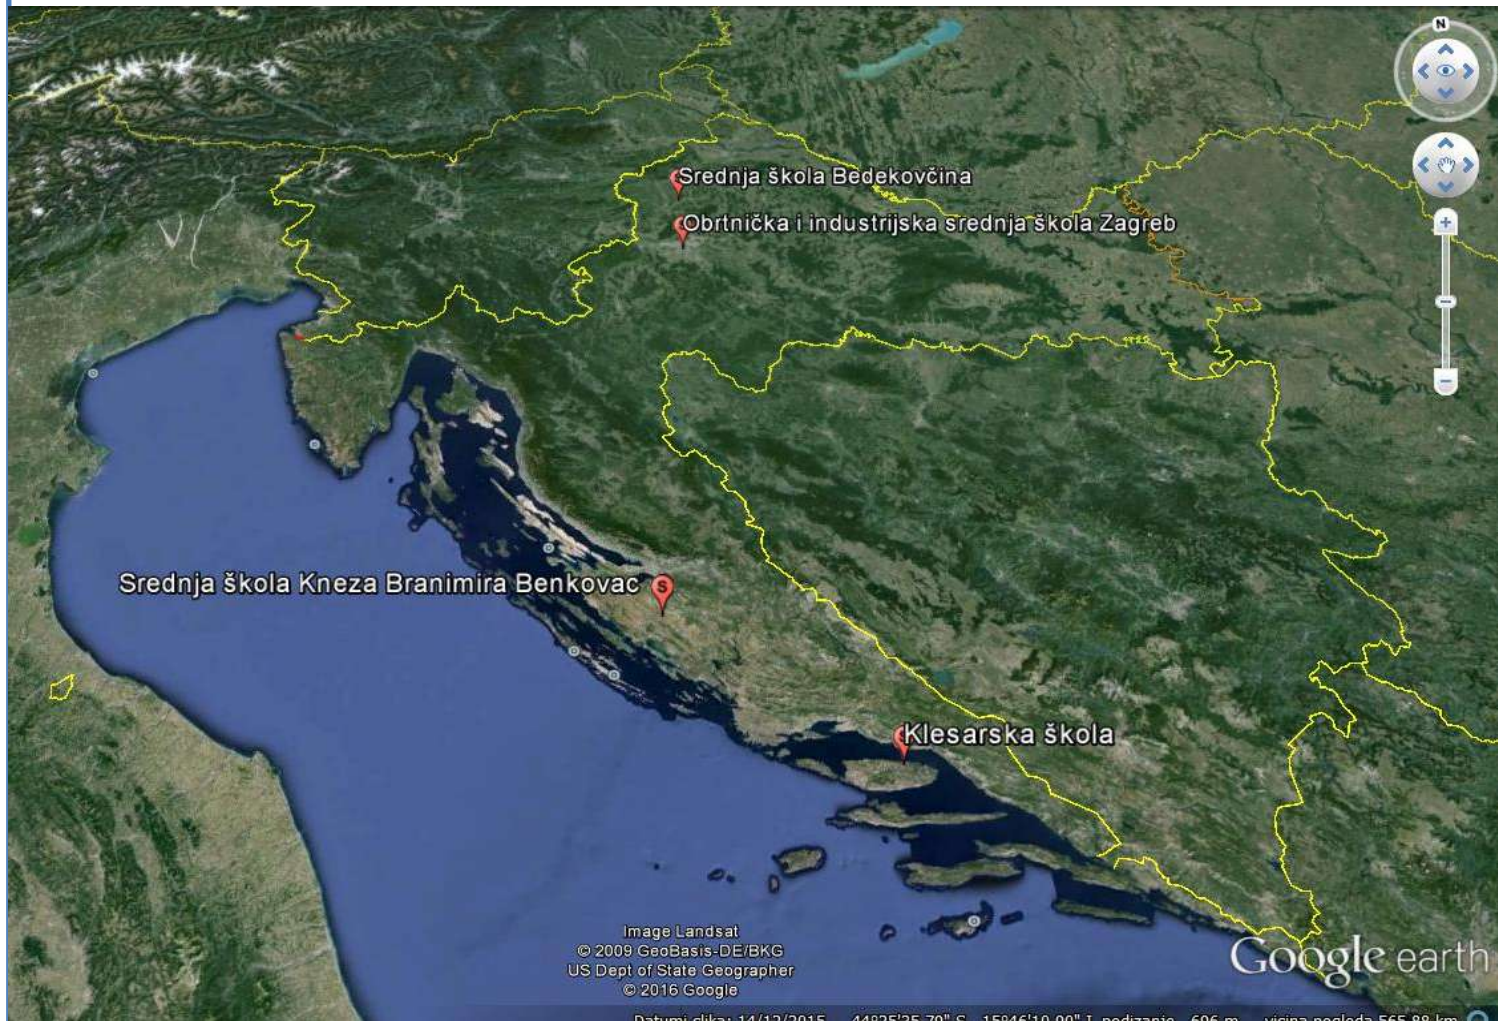 N
Srednja škola Bedekovčina
Obrtnička i industrijska srednja škola Zagreb
Srednja škola Kneza Branimira Benkovac
S
Klesarska škola
Image Landsat
© 2009 GeoBasis-DE/BKG
US Dept of State Geographer
© 2016 Google
Google earth